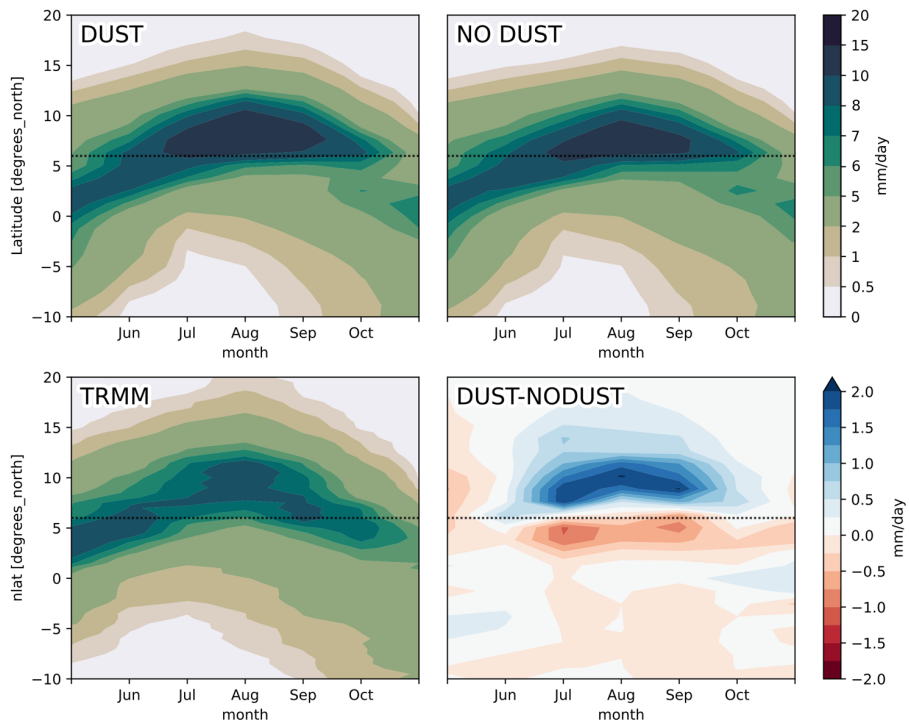 DUST
NO DUST
20
15
10
5
0
−5
−10
Latitude [degrees_north]
Jun
Jul
Aug
Sep
Oct
month
Jun
Jul
Aug
Sep
Oct
month
20
15
10
8
7
6
5
2
1
0.5
0
mm/day
TRMM
DUST-NODUST
20
15
10
5
0
−5
−10
nlat [degrees_north]
Jun
Jul
Aug
Sep
Oct
month
Jun
Jul
Aug
Sep
Oct
month
2.0
1.5
1.0
0.5
0.0
−0.5
−1.0
−1.5
−2.0
mm/day